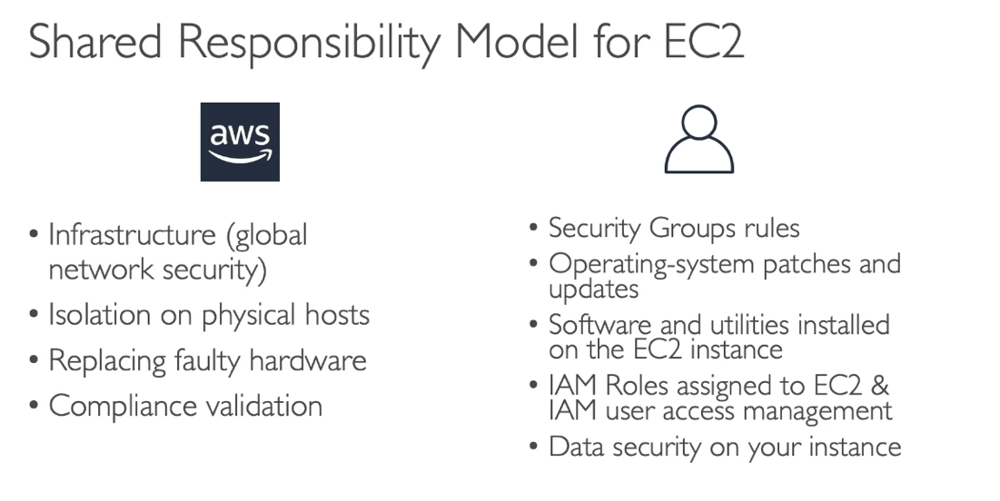 Shared Responsibility Model for EC2
aws
• Infrastructure (global
network security)
• Isolation on physical hosts
• Replacing faulty hardware
• Compliance validation
• Security Groups rules
• Operating-system patches and
updates
• Software and utilities installed
on the EC2 instance
• IAM Roles assigned to EC2 &
IAM user access management
• Data security on your instance